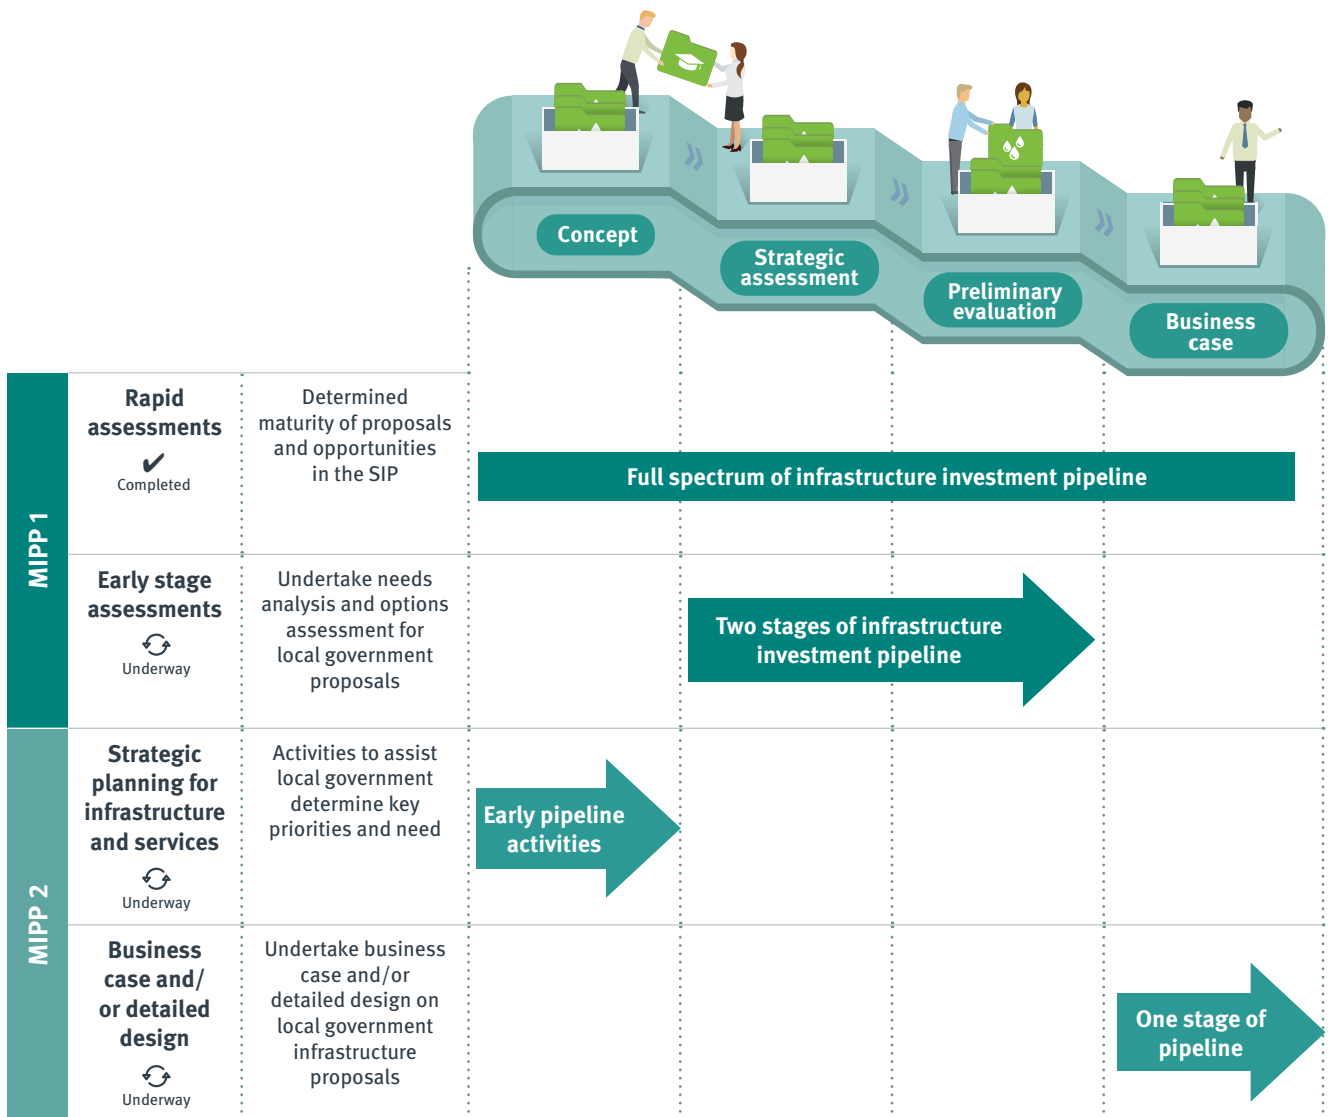 Concept
Strategic
assessment
Preliminary
evaluation
Business
case
MIPP 1
Rapid
assessments
Completed
Determined
maturity of proposals
and opportunities
in the SIP
Full spectrum of infrastructure investment pipeline
Early stage
assessments
Underway
Undertake needs
analysis and options
assessment for
local government
proposals
Two stages of infrastructure
investment pipeline
MIPP 2
Strategic
planning for
infrastructure
and services
Underway
Activities to assist
local government
determine key
priorities and need
Early pipeline
activities
Business
case and/
or detailed
design
Underway
Undertake business
case and/or
detailed design on
local government
infrastructure
proposals
One stage of
pipeline